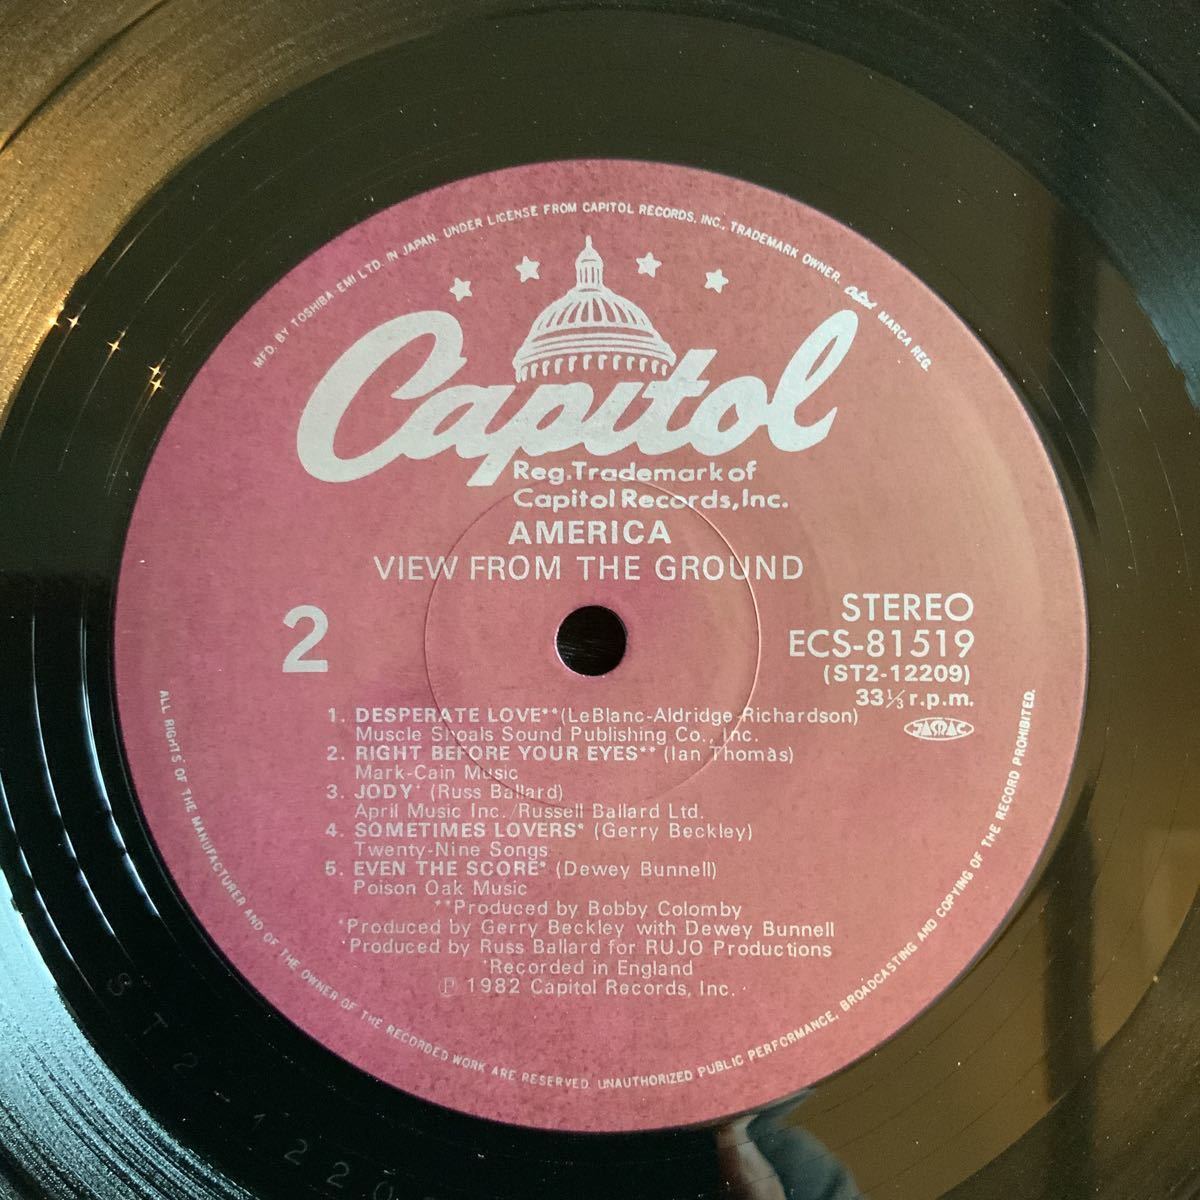 MFD. BY TOSHIBA-EMI LTD. IN JAPAN. UNDER LICENSE FROM CAPITOL RECORDS, INC., TRADEMARK OWNER. Capitol MARCA REG.
Capitol
Reg.Trademark of
Capitol Records,Inc.
AMERICA
VIEW FROM THE GROUND
2
STEREO
ECS-81519
(ST2-12209)
33⅓ r.p.m.
JASRAC
1. DESPERATE LOVE** (LeBlanc-Aldridge-Richardson)
Muscle Shoals Sound Publishing Co., Inc.
2. RIGHT BEFORE YOUR EYES** (Ian Thomas)
Mark-Cain Music
3. JODY· (Russ Ballard)
April Music Inc./Russell Ballard Ltd.
4. SOMETIMES LOVERS* (Gerry Beckley)
Twenty-Nine Songs
5. EVEN THE SCORE* (Dewey Bunnell)
Poison Oak Music
**Produced by Bobby Colomby
*Produced by Gerry Beckley with Dewey Bunnell
·Produced by Russ Ballard for RUJO Productions
·Recorded in England
Ⓟ 1982 Capitol Records, Inc.
ALL RIGHTS OF THE MANUFACTURER AND OF THE OWNER OF THE RECORDED WORK ARE RESERVED. UNAUTHORIZED PUBLIC PERFORMANCE, BROADCASTING AND COPYING OF THE RECORD PROHIBITED.
ST2-1220